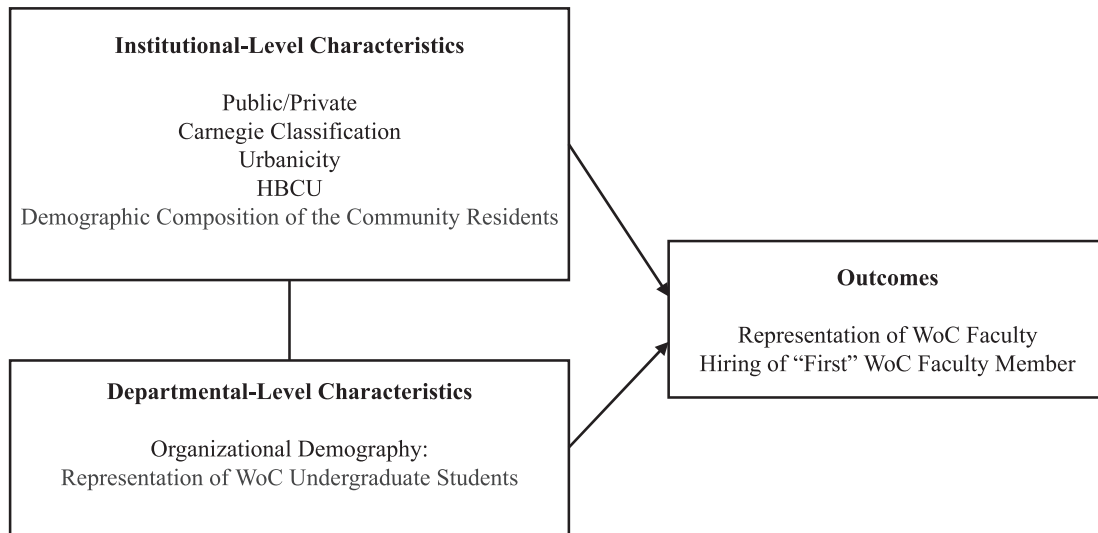 Institutional-Level Characteristics
Public/Private
Carnegie Classification
Urbanicity
HBCU
Demographic Composition of the Community Residents
Outcomes
Representation of WoC Faculty
Hiring of “First” WoC Faculty Member
Departmental-Level Characteristics
Organizational Demography:
Representation of WoC Undergraduate Students